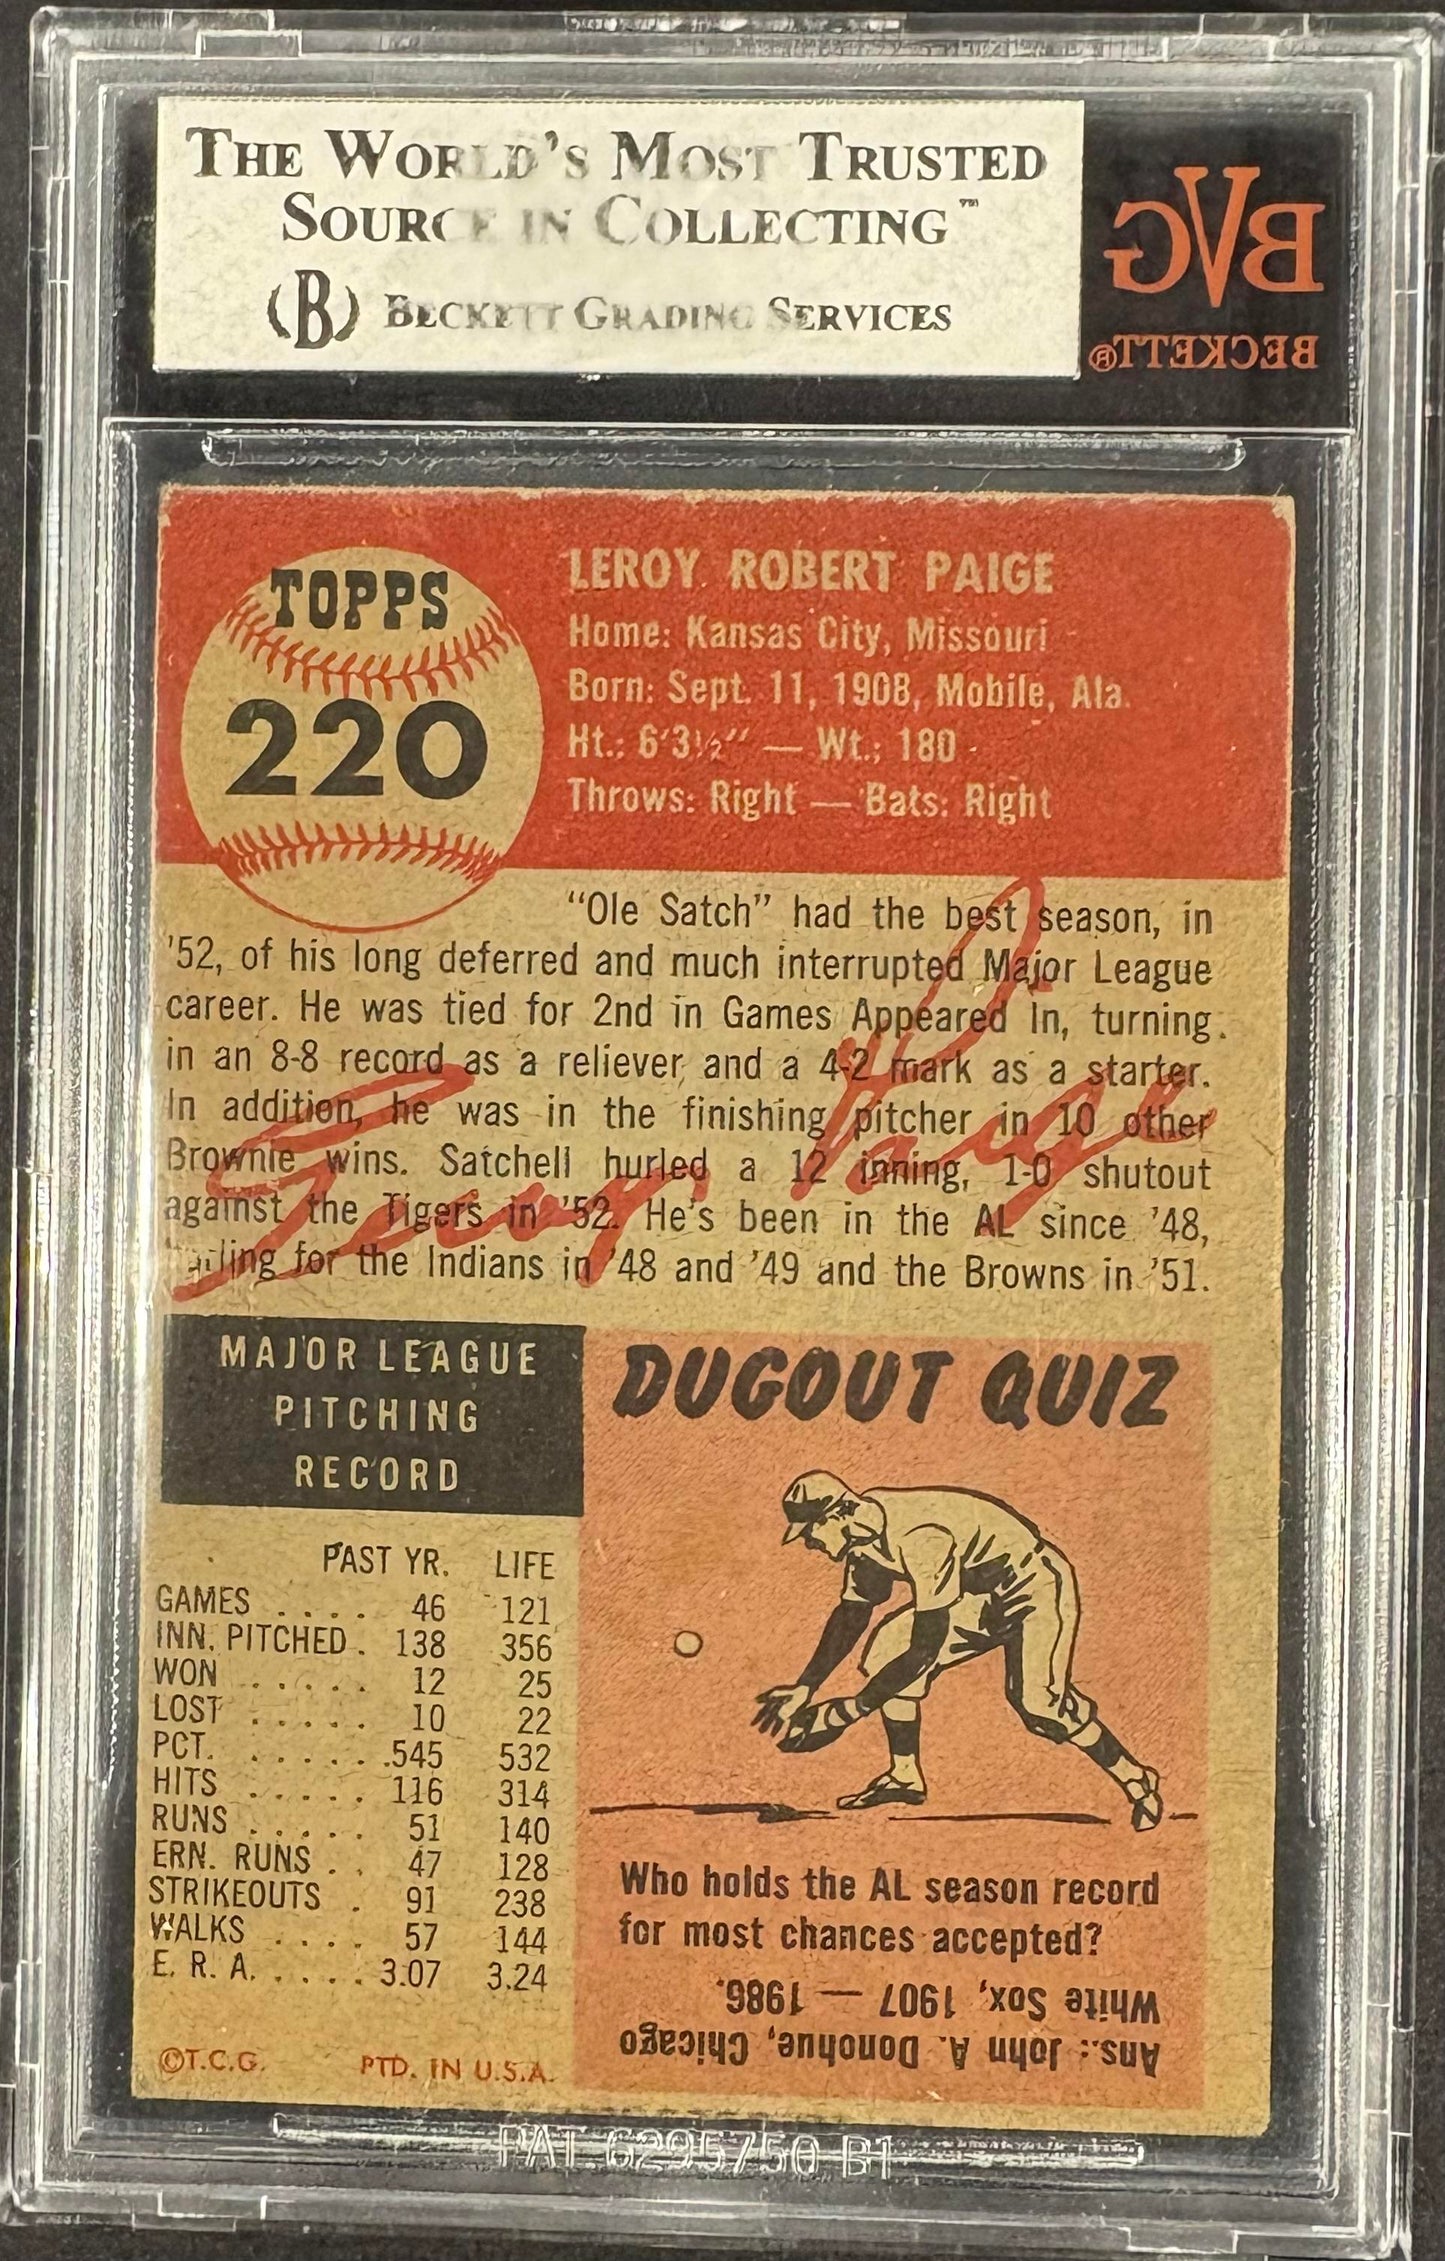 THE WORLD'S MOST TRUSTED
SOURCE IN COLLECTING™
(B) BECKETT GRADING SERVICES
BVG
BECKETT®
TOPPS
220
LEROY ROBERT PAIGE
Home: Kansas City, Missouri
Born: Sept. 11, 1908, Mobile, Ala.
Ht.: 6'3½" — Wt.: 180
Throws: Right — Bats: Right
"Ole Satch" had the best season, in
'52, of his long deferred and much interrupted Major League
career. He was tied for 2nd in Games Appeared In, turning
in an 8-8 record as a reliever and a 4-2 mark as a starter.
In addition, he was in the finishing pitcher in 10 other
Brownie wins. Satchell hurled a 12 inning, 1-0 shutout
against the Tigers in '52. He's been in the AL since '48,
for the Indians in '48 and '49 and the Browns in '51.
Paige
MAJOR LEAGUE
PITCHING
RECORD
PAST YR. LIFE
GAMES . . . . 46 121
INN. PITCHED . 138 356
WON . . . . . 12 25
LOST . . . . . 10 22
PCT. . . . . . .545 532
HITS . . . . . 116 314
RUNS . . . . . 51 140
ERN. RUNS . . 47 128
STRIKEOUTS . 91 238
WALKS . . . . 57 144
E. R. A. . . . . . 3.07 3.24
©T.C.G. PTD. IN U.S.A.
DUGOUT QUIZ
Who holds the AL season record
for most chances accepted?
Ans.: John A. Donohue, Chicago
White Sox, 1907 — 1986.
PAT. 6295750 B1